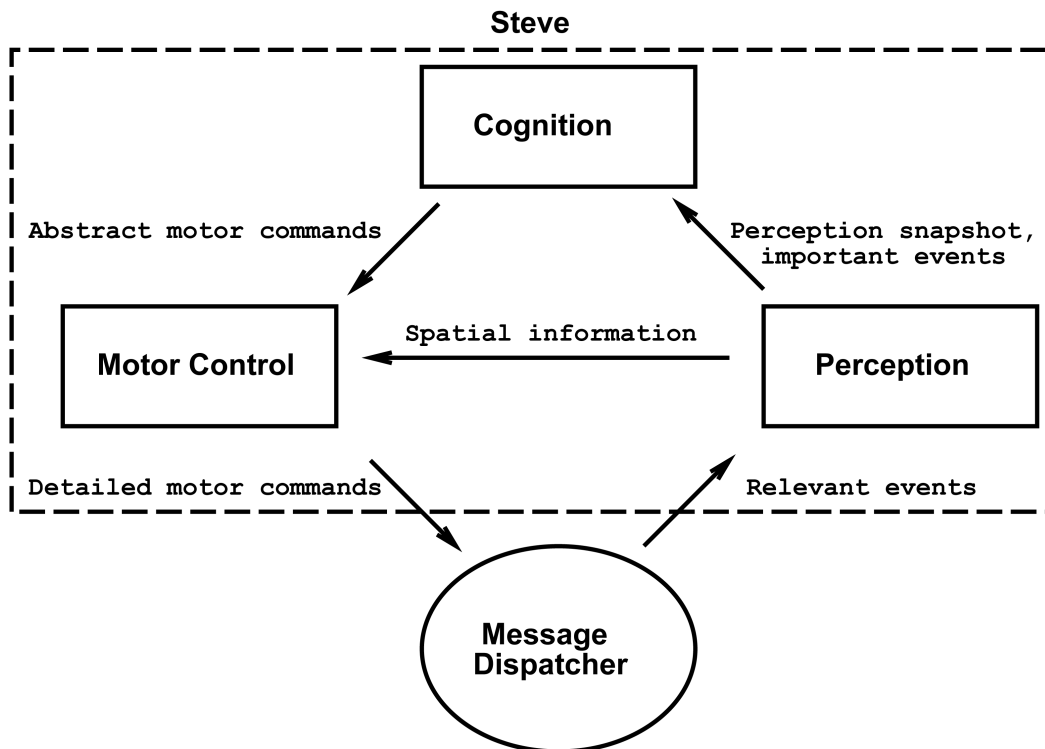 Steve
Cognition
Abstract motor commands
Perception snapshot,
important events
Spatial information
Motor Control
Perception
Detailed motor commands
Relevant events
Message
Dispatcher